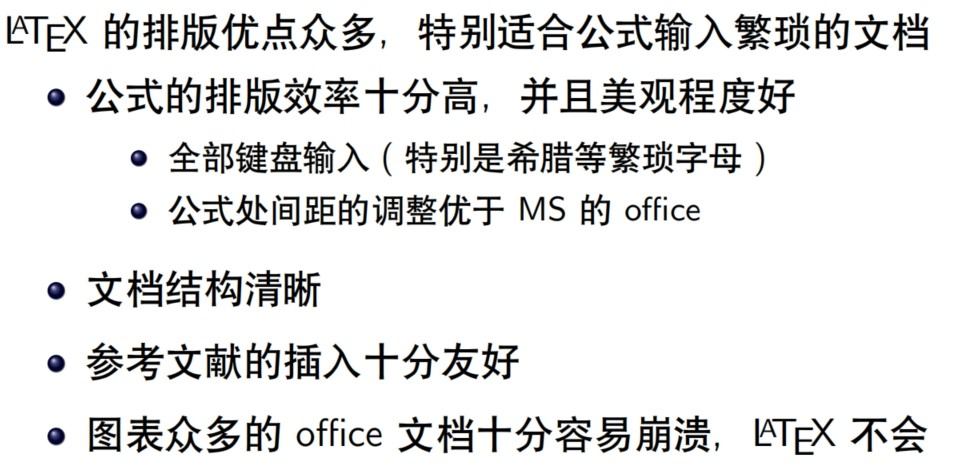 LATEX 的排版优点众多，特别适合公式输入繁琐的文档
公式的排版效率十分高，并且美观程度好
全部键盘输入（特别是希腊等繁琐字母）
公式处间距的调整优于 MS 的 office
文档结构清晰
参考文献的插入十分友好
图表众多的 office 文档十分容易崩溃，LATEX 不会